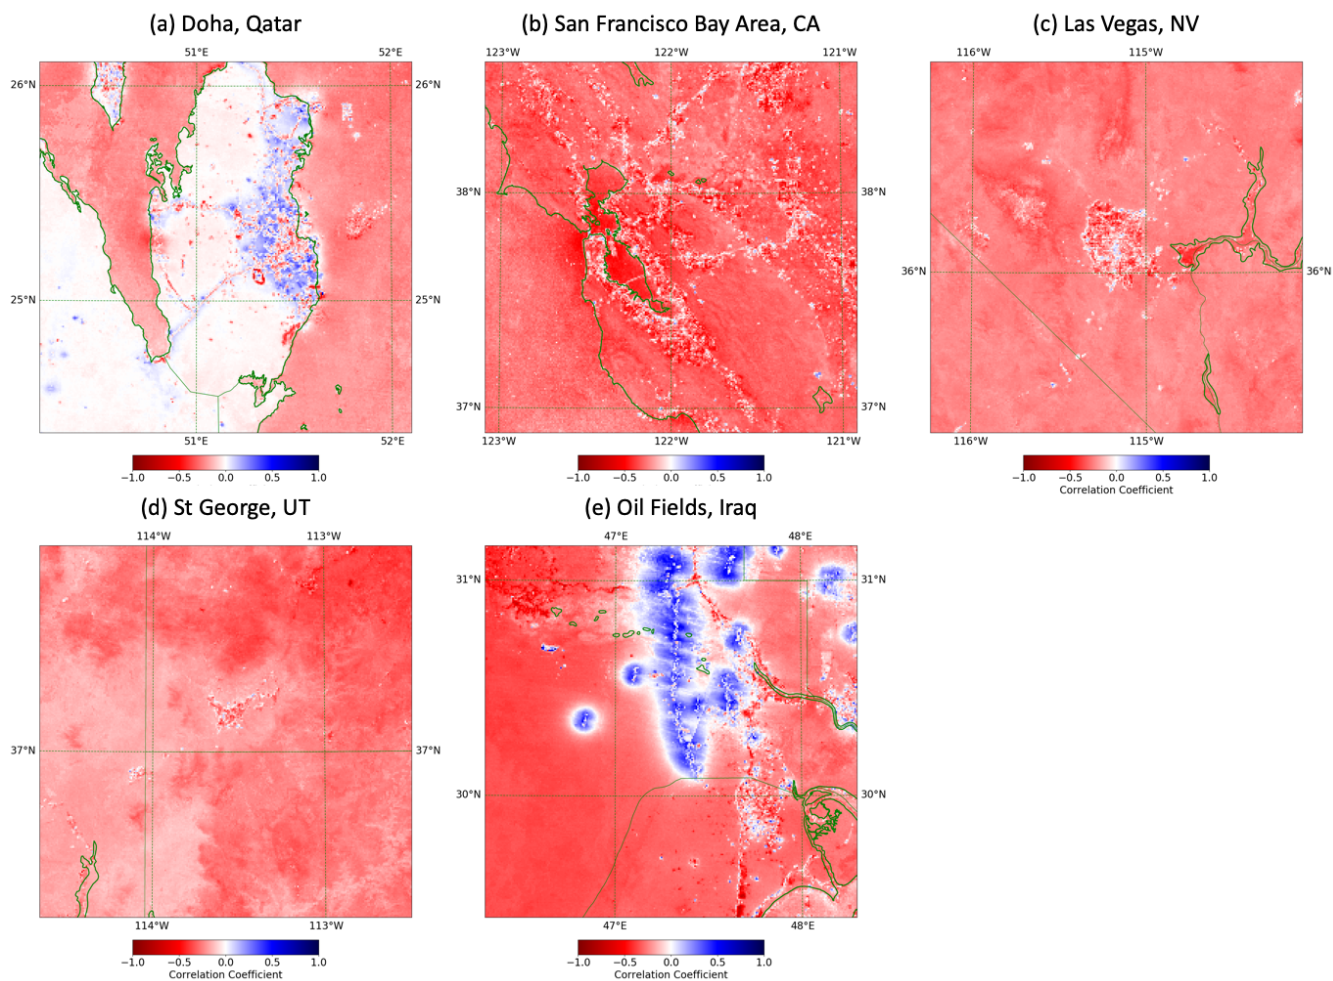 (a) Doha, Qatar
(b) San Francisco Bay Area, CA
(c) Las Vegas, NV
51°E 52°E
123°W 122°W 121°W
116°W 115°W
26°N 26°N
38°N 38°N
36°N 36°N
25°N 25°N
37°N 37°N
51°E 52°E
123°W 122°W 121°W
116°W 115°W
−1.0 −0.5 0.0 0.5 1.0
−1.0 −0.5 0.0 0.5 1.0
−1.0 −0.5 0.0 0.5 1.0
Correlation Coefficient
(d) St George, UT
(e) Oil Fields, Iraq
114°W 113°W
47°E 48°E
31°N 31°N
37°N 37°N
30°N 30°N
114°W 113°W
47°E 48°E
−1.0 −0.5 0.0 0.5 1.0
Correlation Coefficient
−1.0 −0.5 0.0 0.5 1.0
Correlation Coefficient